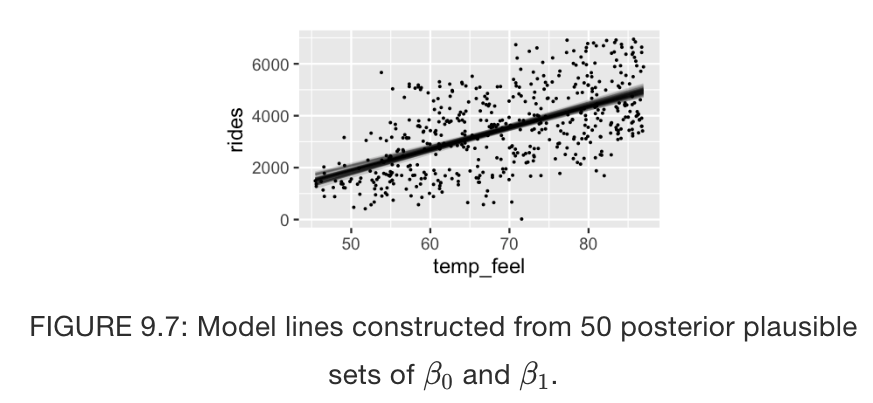 6000
4000
2000
0
rides
50 60 70 80
temp_feel
FIGURE 9.7: Model lines constructed from 50 posterior plausible
sets of β₀ and β₁.